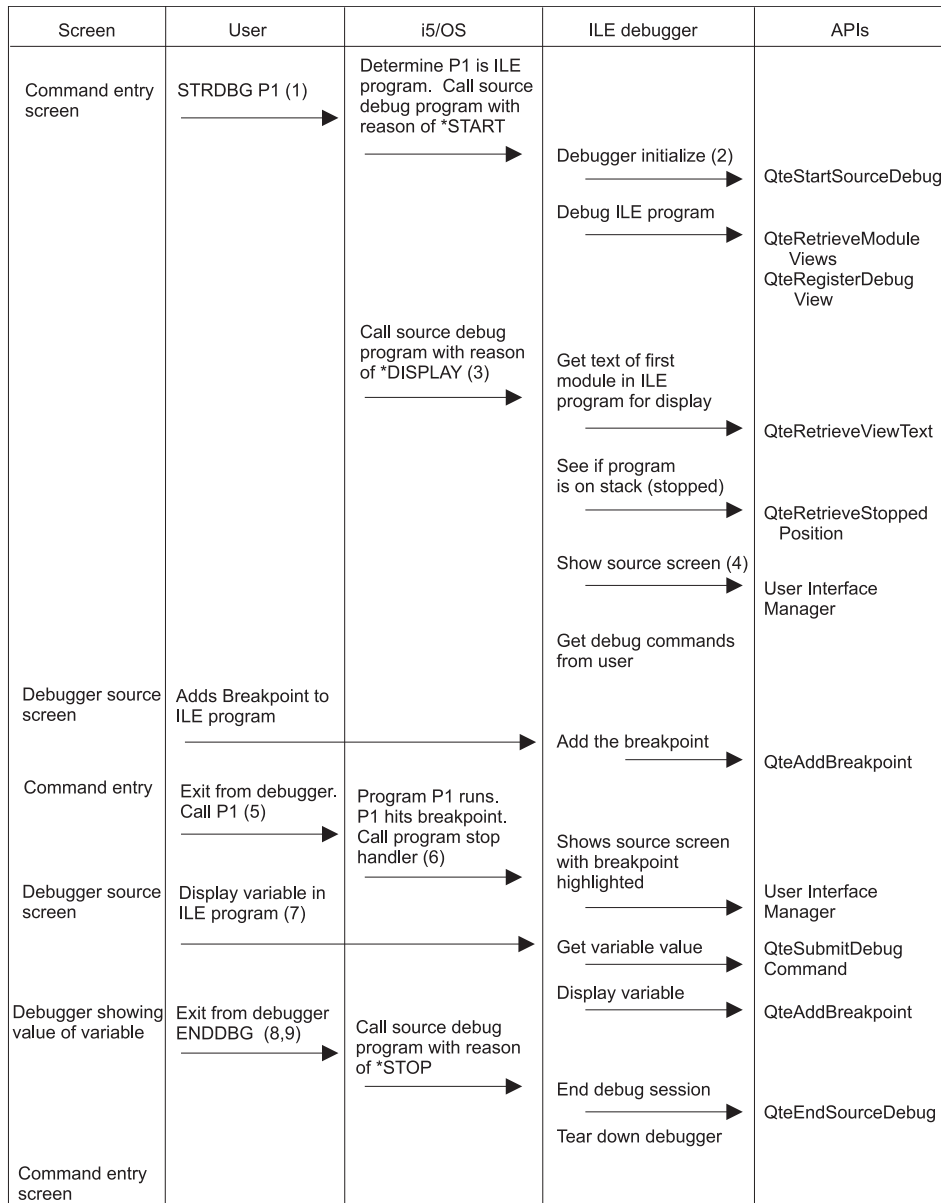 Screen
User
i5/OS
ILE debugger
APIs
Command entry
screen
STRDBG P1 (1)
Determine P1 is ILE
program. Call source
debug program with
reason of *START
Debugger initialize (2)
QteStartSourceDebug
Debug ILE program
QteRetrieveModule
Views
QteRegisterDebug
View
Call source debug
program with reason
of *DISPLAY (3)
Get text of first
module in ILE
program for display
QteRetrieveViewText
See if program
is on stack (stopped)
QteRetrieveStopped
Position
Show source screen (4)
User Interface
Manager
Get debug commands
from user
Debugger source
screen
Adds Breakpoint to
ILE program
Add the breakpoint
QteAddBreakpoint
Command entry
Exit from debugger.
Call P1 (5)
Program P1 runs.
P1 hits breakpoint.
Call program stop
handler (6)
Shows source screen
with breakpoint
highlighted
User Interface
Manager
Debugger source
screen
Display variable in
ILE program (7)
Get variable value
QteSubmitDebug
Command
Display variable
QteAddBreakpoint
Debugger showing
value of variable
Exit from debugger
ENDDBG (8,9)
Call source debug
program with reason
of *STOP
End debug session
QteEndSourceDebug
Tear down debugger
Command entry
screen